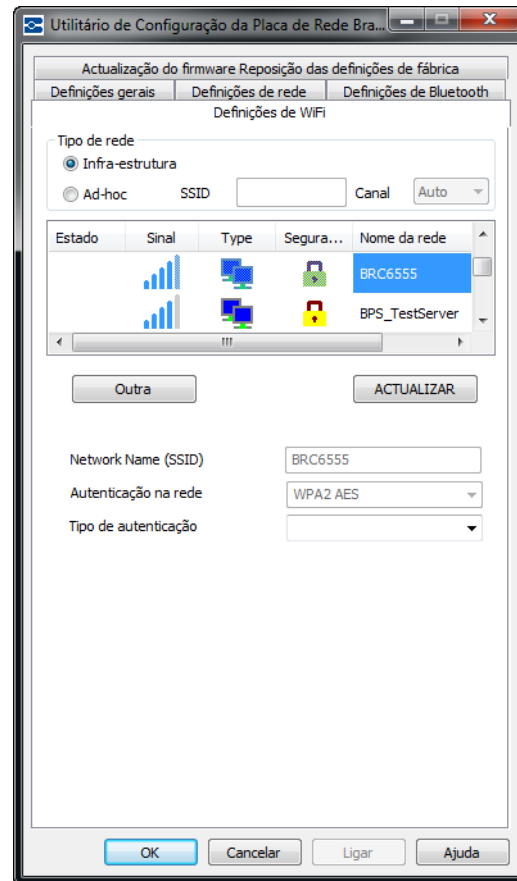 Utilitário de Configuração da Placa de Rede Bra...
Actualização do firmware Reposição das definições de fábrica
Definições gerais Definições de rede Definições de Bluetooth
Definições de WiFi
Tipo de rede
Infra-estrutura
Ad-hoc SSID Canal Auto
Estado Sinal Type Segura... Nome da rede
BRC6555
BPS_TestServer
Outra ACTUALIZAR
Network Name (SSID) BRC6555
Autenticação na rede WPA2 AES
Tipo de autenticação
OK Cancelar Ligar Ajuda